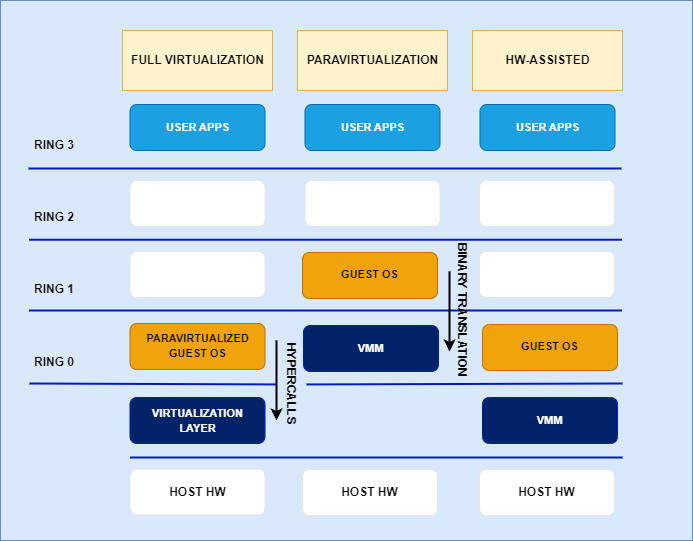 FULL VIRTUALIZATION
PARAVIRTUALIZATION
HW-ASSISTED
RING 3
USER APPS
USER APPS
USER APPS
RING 2
RING 1
GUEST OS
BINARY TRANSLATION
RING 0
PARAVIRTUALIZED
GUEST OS
HYPERCALLS
VMM
GUEST OS
VIRTUALIZATION
LAYER
VMM
HOST HW
HOST HW
HOST HW